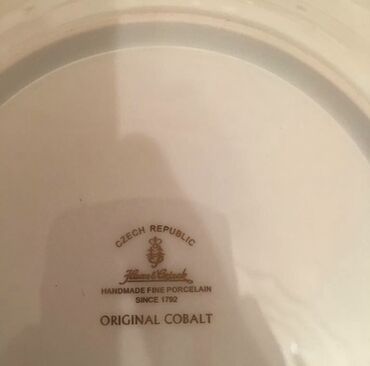 CZECH REPUBLIC
HANDMADE FINE PORCELAIN
SINCE 1792
ORIGINAL COBALT